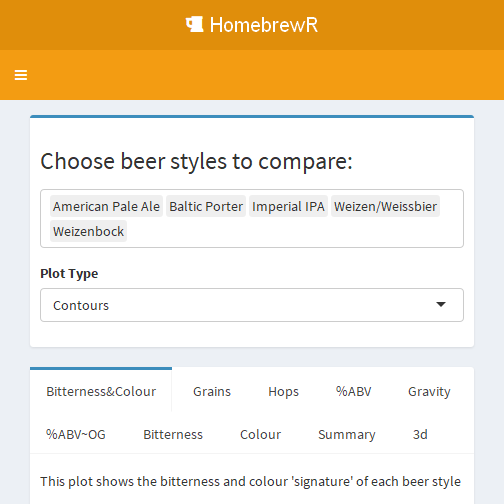 HomebrewR
Choose beer styles to compare:
American Pale Ale Baltic Porter Imperial IPA Weizen/Weissbier
Weizenbock
Plot Type
Contours
Bitterness&Colour Grains Hops %ABV Gravity
%ABV~OG Bitterness Colour Summary 3d
This plot shows the bitterness and colour 'signature' of each beer style